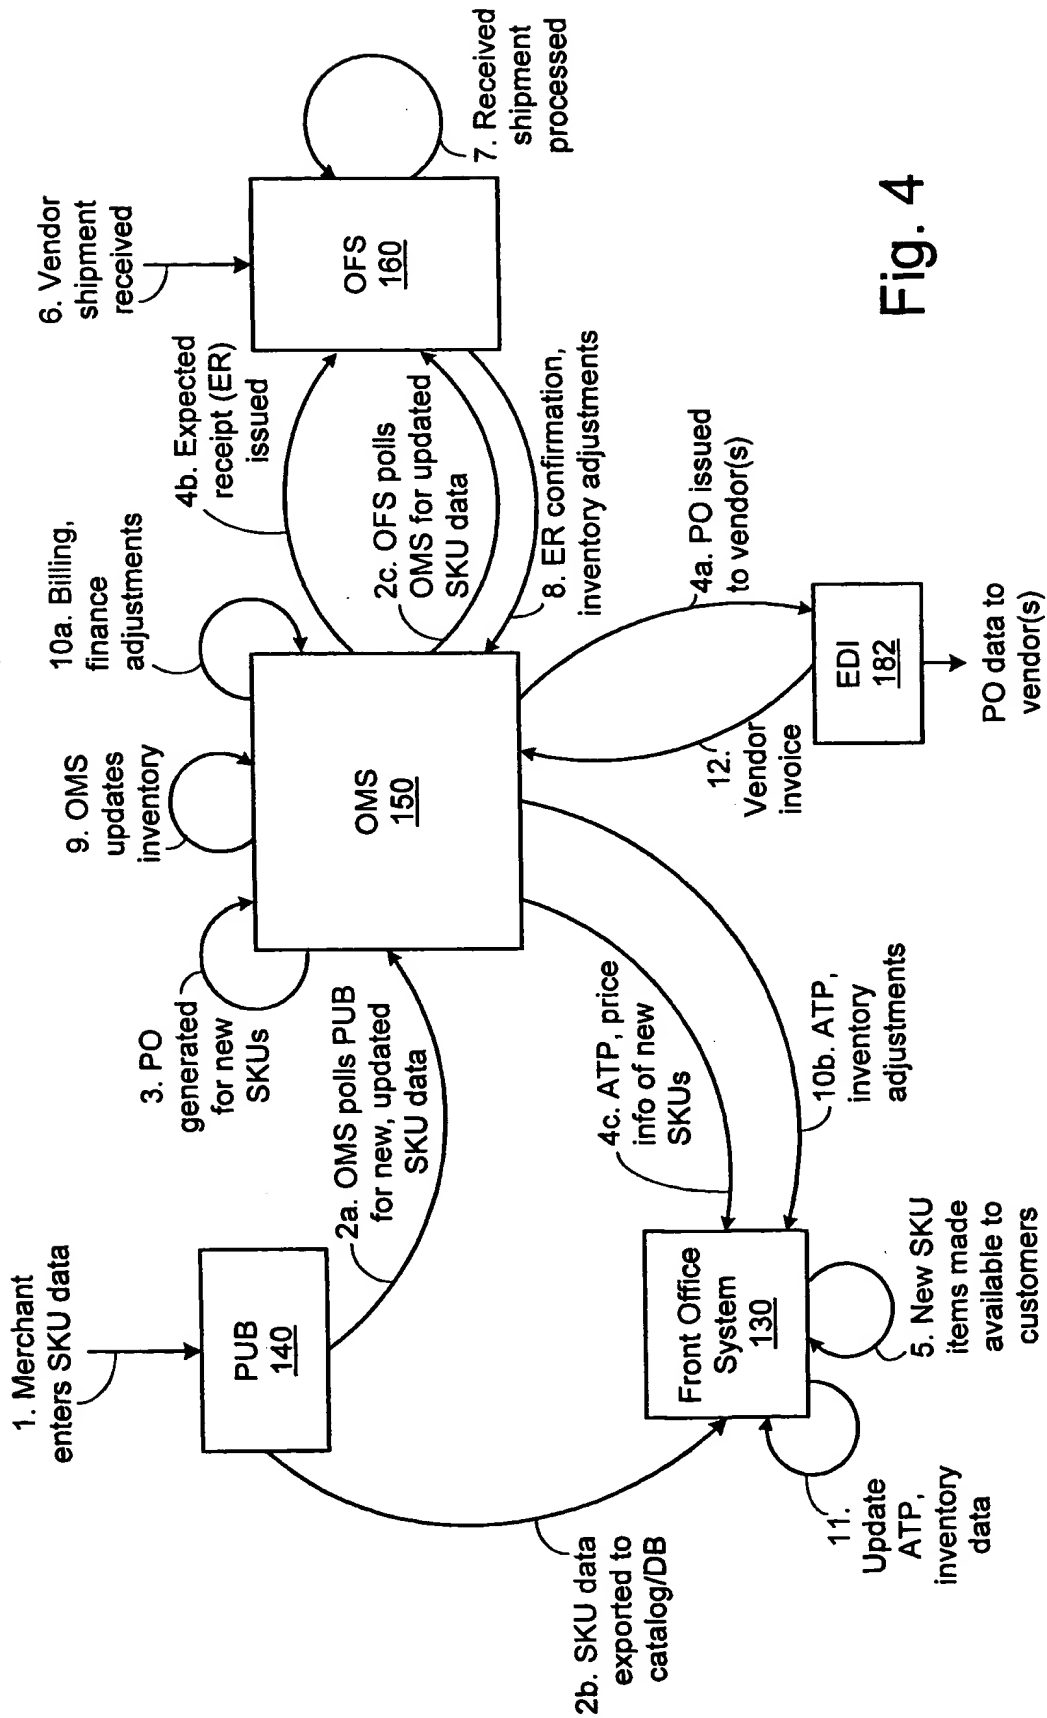 1. Merchant
enters SKU data
PUB
140
2a. OMS polls PUB
for new, updated
SKU data
2b. SKU data
exported to
catalog/DB
3. PO
generated
for new
SKUs
9. OMS
updates
inventory
10a. Billing,
finance
adjustments
OMS
150
4b. Expected
receipt (ER)
issued
2c. OFS polls
OMS for updated
SKU data
8. ER confirmation,
inventory adjustments
6. Vendor
shipment
received
OFS
160
7. Received
shipment
processed
4c. ATP, price
info of new
SKUs
10b. ATP,
inventory
adjustments
Front Office
System
130
11.
Update
ATP,
inventory
data
5. New SKU
items made
available to
customers
12.
Vendor
invoice
4a. PO issued
to vendor(s)
EDI
182
PO data to
vendor(s)
Fig. 4